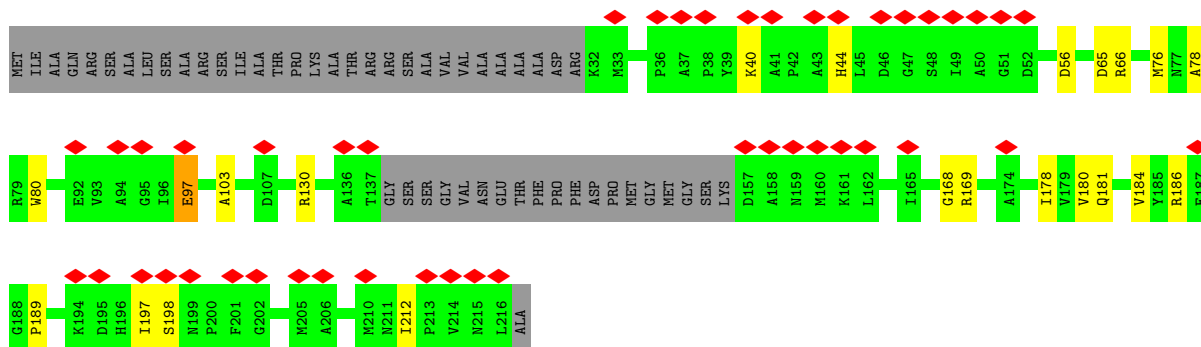 MET ILE ALA GLN ARG SER ALA LEU SER ALA ARG SER ILE ALA THR PRO LYS ALA THR ARG ARG SER ALA VAL VAL ALA ALA ALA ALA ASP ARG K32 M33 P36 A37 P38 Y39 K40 A41 P42 A43 H44 L45 D46 G47 S48 I49 A50 G51 D52 D56 D65 R66 M76 N77 A78
R79 W80 E92 V93 A94 G95 I96 E97 A103 D107 R130 A136 T137 GLY SER SER GLY VAL ASN GLU THR PHE PRO PHE ASP PRO MET GLY MET GLY SER LYS D157 A158 N159 M160 K161 L162 I165 G168 R169 A174 I178 V179 V180 Q181 V184 Y185 R186 E187
G188 P189 K194 D195 H196 I197 S198 N199 P200 F201 G202 M205 A206 M210 N211 I212 P213 V214 N215 L216 ALA